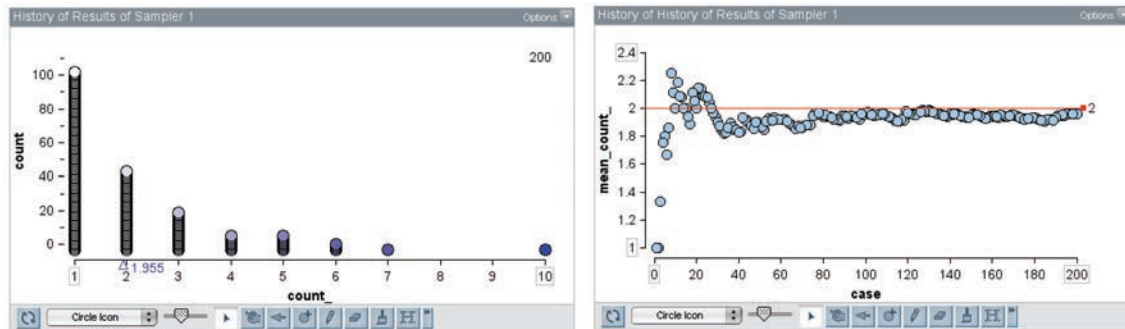 History of Results of Sampler 1
Options
200
100
80
60
40
20
0
count
1.955
1 2 3 4 5 6 7 8 9 10
count_
Circle Icon
History of History of Results of Sampler 1
Options
2.4
2.2
2
1.8
1.6
1.4
1.2
1
mean_count_
2
0 20 40 60 80 100 120 140 160 180 200
case
Circle Icon